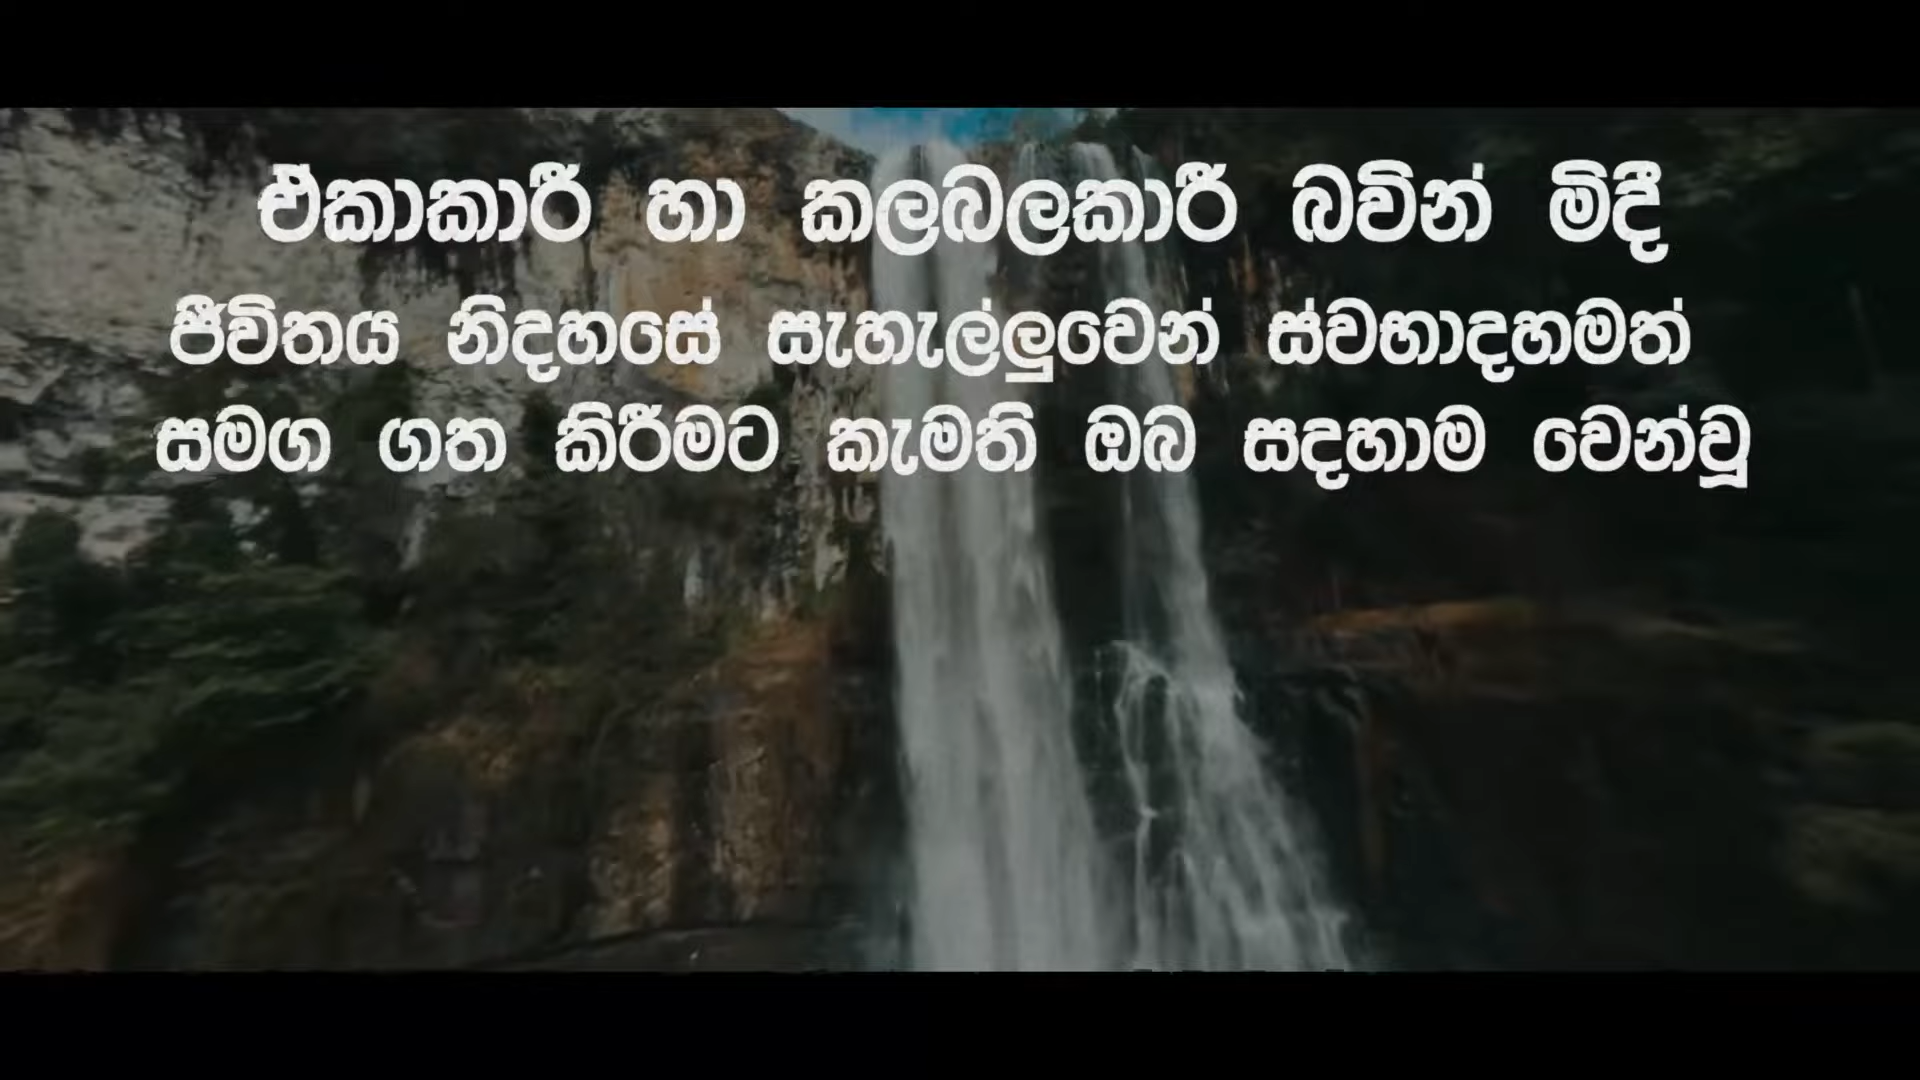 ඒකාකාරී හා කලබලකාරී බවින් මිදී
ජීවිතය නිදහසේ සැහැල්ලුවෙන් ස්වභාදහමත්
සමග ගත කිරීමට කැමති ඔබ සදහාම වෙන්වූ